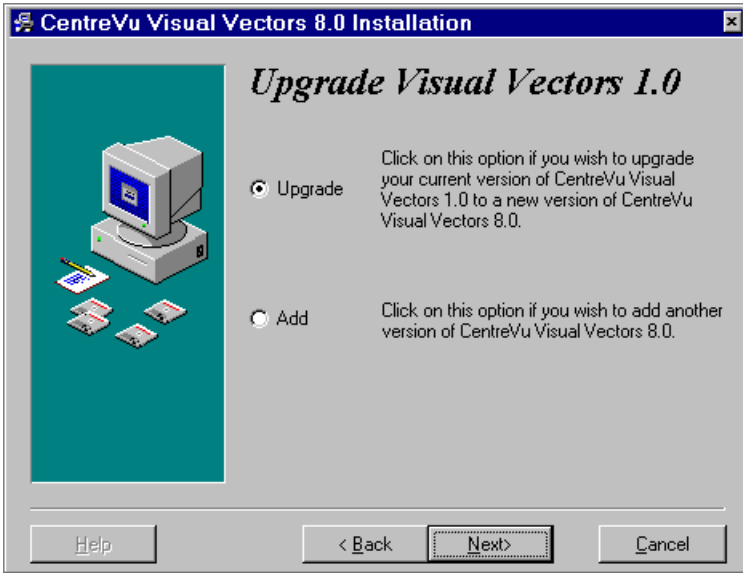 CentreVu Visual Vectors 8.0 Installation
Upgrade Visual Vectors 1.0
Upgrade
Click on this option if you wish to upgrade
your current version of CentreVu Visual
Vectors 1.0 to a new version of CentreVu
Visual Vectors 8.0.
Add
Click on this option if you wish to add another
version of CentreVu Visual Vectors 8.0.
Help
< Back
Next>
Cancel